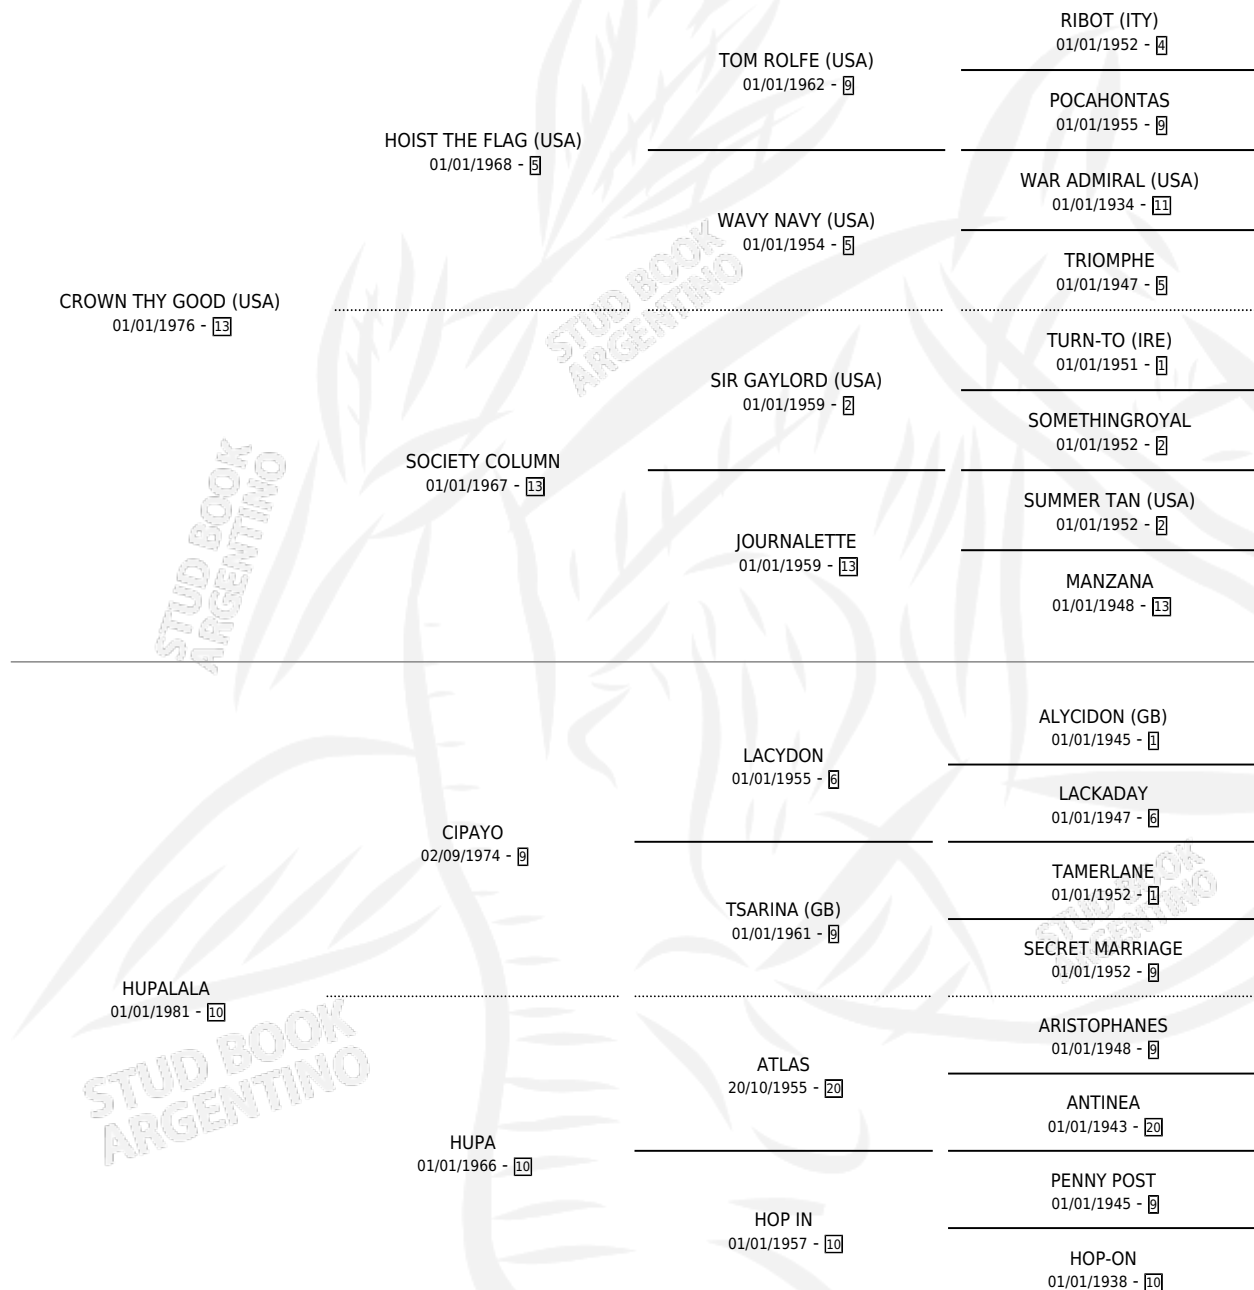 RIBOT (ITY)
01/01/1952 - 4
TOM ROLFE (USA)
01/01/1962 - 9
POCAHONTAS
01/01/1955 - 9
HOIST THE FLAG (USA)
01/01/1968 - 5
WAR ADMIRAL (USA)
01/01/1934 - 11
WAVY NAVY (USA)
01/01/1954 - 5
TRIOMPHE
01/01/1947 - 5
CROWN THY GOOD (USA)
01/01/1976 - 13
TURN-TO (IRE)
01/01/1951 - 1
SIR GAYLORD (USA)
01/01/1959 - 2
SOMETHINGROYAL
01/01/1952 - 2
SOCIETY COLUMN
01/01/1967 - 13
SUMMER TAN (USA)
01/01/1952 - 2
JOURNALETTE
01/01/1959 - 13
MANZANA
01/01/1948 - 13
ALYCIDON (GB)
01/01/1945 - 1
LACYDON
01/01/1955 - 6
LACKADAY
01/01/1947 - 6
CIPAYO
02/09/1974 - 9
TAMERLANE
01/01/1952 - 1
TSARINA (GB)
01/01/1961 - 9
SECRET MARRIAGE
01/01/1952 - 9
HUPALALA
01/01/1981 - 10
ARISTOPHANES
01/01/1948 - 9
ATLAS
20/10/1955 - 20
ANTINEA
01/01/1943 - 20
HUPA
01/01/1966 - 10
PENNY POST
01/01/1945 - 9
HOP IN
01/01/1957 - 10
HOP-ON
01/01/1938 - 10
STUD BOOK
ARGENTINO
STUD BOOK
ARGENTINO
STUD BOOK
ARGENTINO
STUD BOOK
ARGENTINO